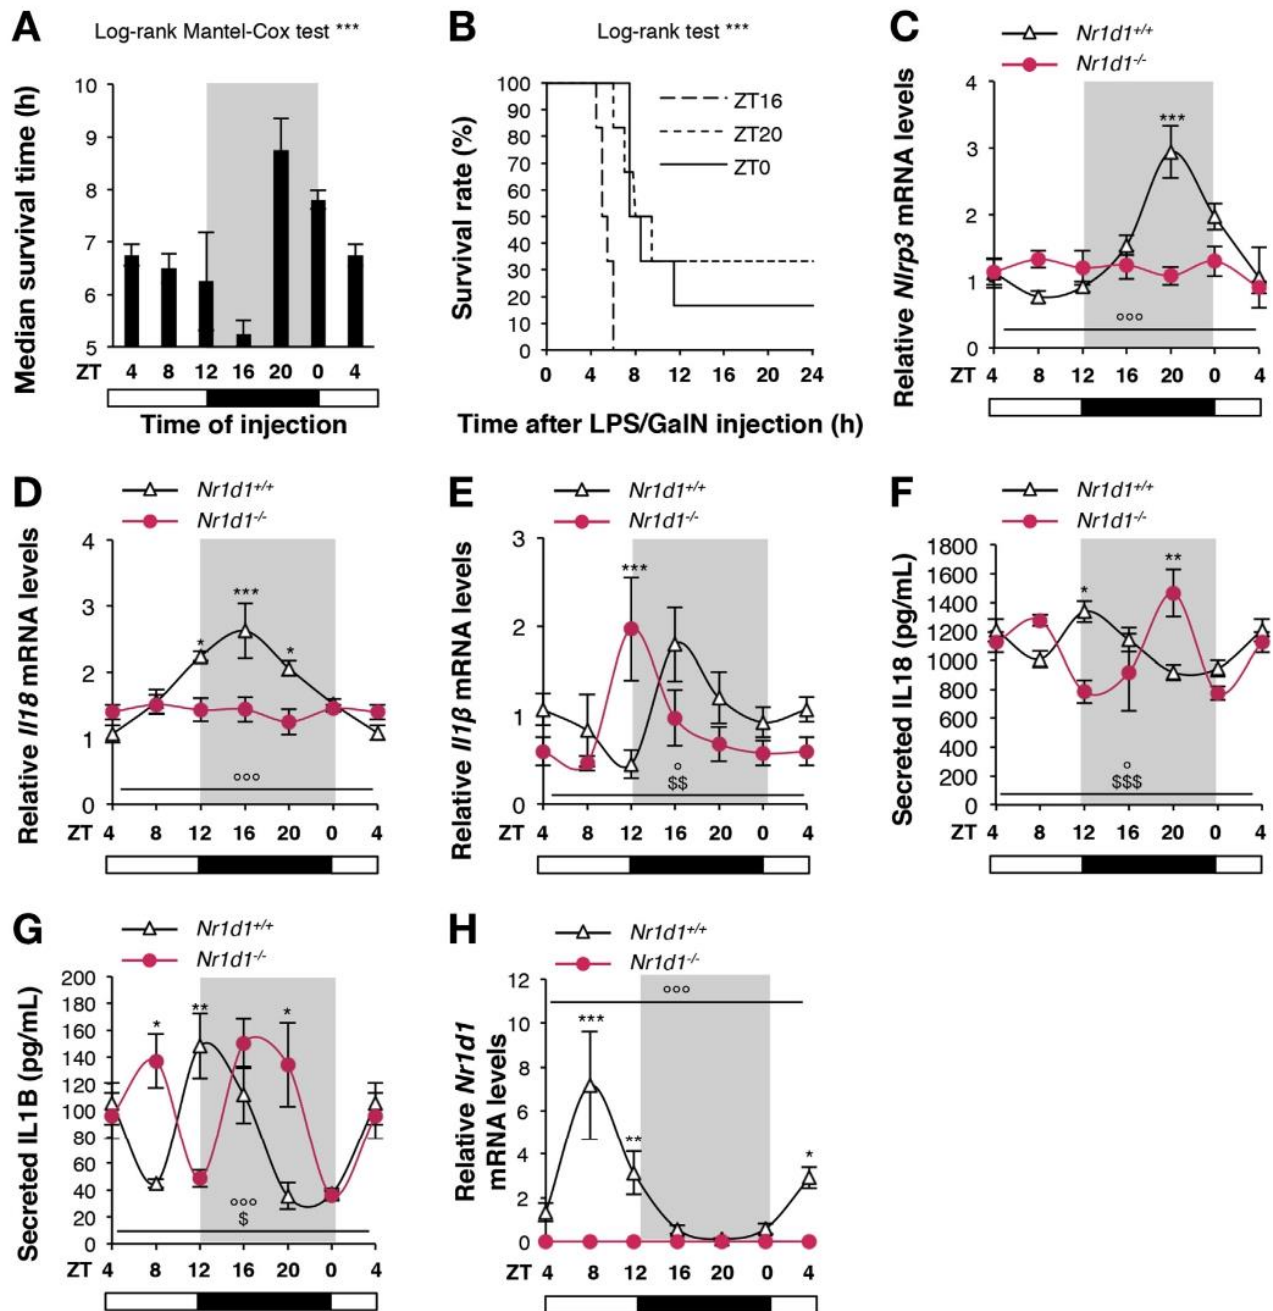 A
Log-rank Mantel-Cox test ***
Median survival time (h)
10
9
8
7
6
5
ZT 4 8 12 16 20 0 4
Time of injection
B
Log-rank test ***
Survival rate (%)
100
90
80
70
60
50
40
30
20
10
0
ZT16
ZT20
ZT0
0 4 8 12 16 20 24
Time after LPS/GalN injection (h)
C
Nr1d1+/+
Nr1d1-/-
Relative Nlrp3 mRNA levels
4
3
2
1
0
***
°°°
ZT 4 8 12 16 20 0 4
D
Nr1d1+/+
Nr1d1-/-
Relative Il18 mRNA levels
4
3
2
1
0
* *** *
°°°
ZT 4 8 12 16 20 0 4
E
Nr1d1+/+
Nr1d1-/-
Relative Il1β mRNA levels
3
2
1
0
***
°
$$
ZT 4 8 12 16 20 0 4
F
Nr1d1+/+
Nr1d1-/-
Secreted IL18 (pg/mL)
1800
1600
1400
1200
1000
800
600
400
200
0
* **
°
$$$
ZT 4 8 12 16 20 0 4
G
Nr1d1+/+
Nr1d1-/-
Secreted IL1B (pg/mL)
200
180
160
140
120
100
80
60
40
20
0
* ** *
°°°
$
ZT 4 8 12 16 20 0 4
H
Nr1d1+/+
Nr1d1-/-
Relative Nr1d1
mRNA levels
12
10
8
6
4
2
0
°°°
*** ** *
ZT 4 8 12 16 20 0 4